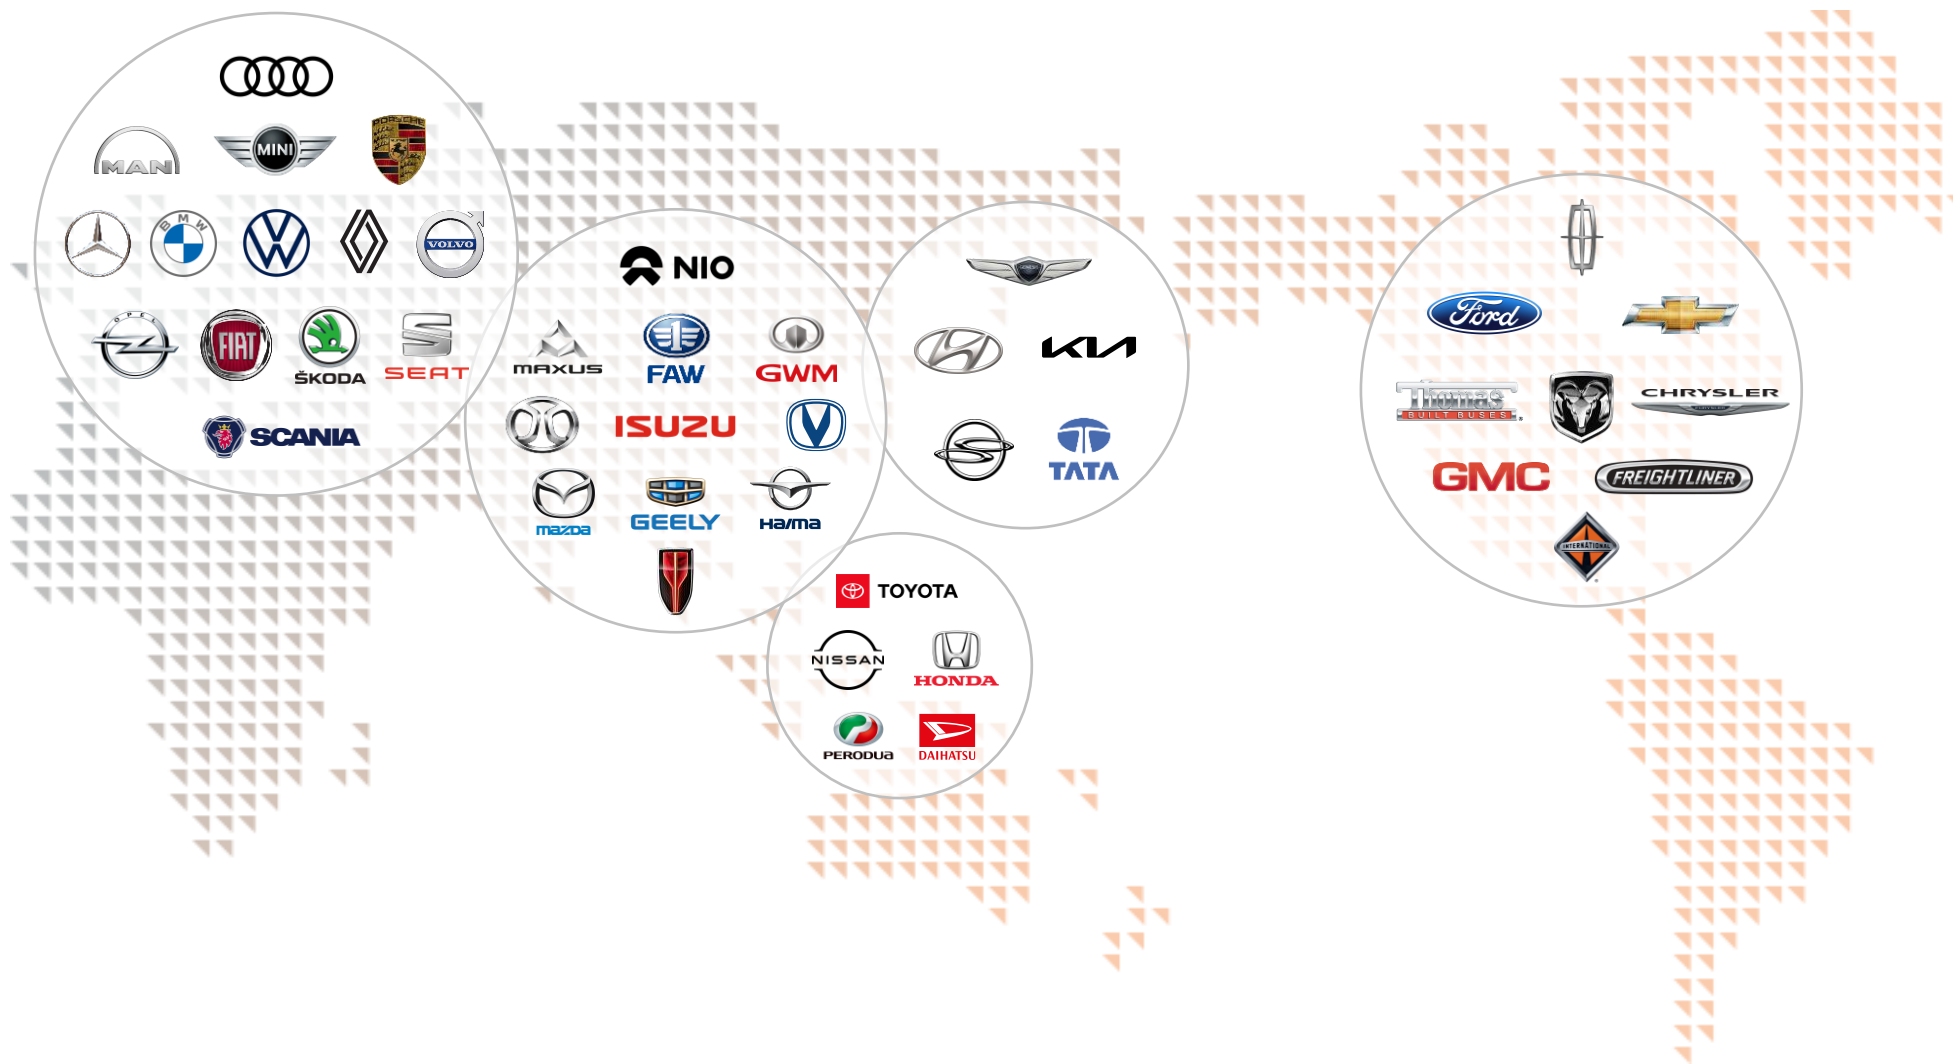 PORSCHE
MAN
MINI
BMW
VOLVO
OPEL
FIAT
ŠKODA
SEAT
SCANIA
NIO
MAXUS
FAW
GWM
ISUZU
mazda
GEELY
HAIMA
KIA
TATA
TOYOTA
NISSAN
HONDA
PERODUA
DAIHATSU
Ford
Thomas
BUILT BUSES
CHRYSLER
GMC
FREIGHTLINER
INTERNATIONAL